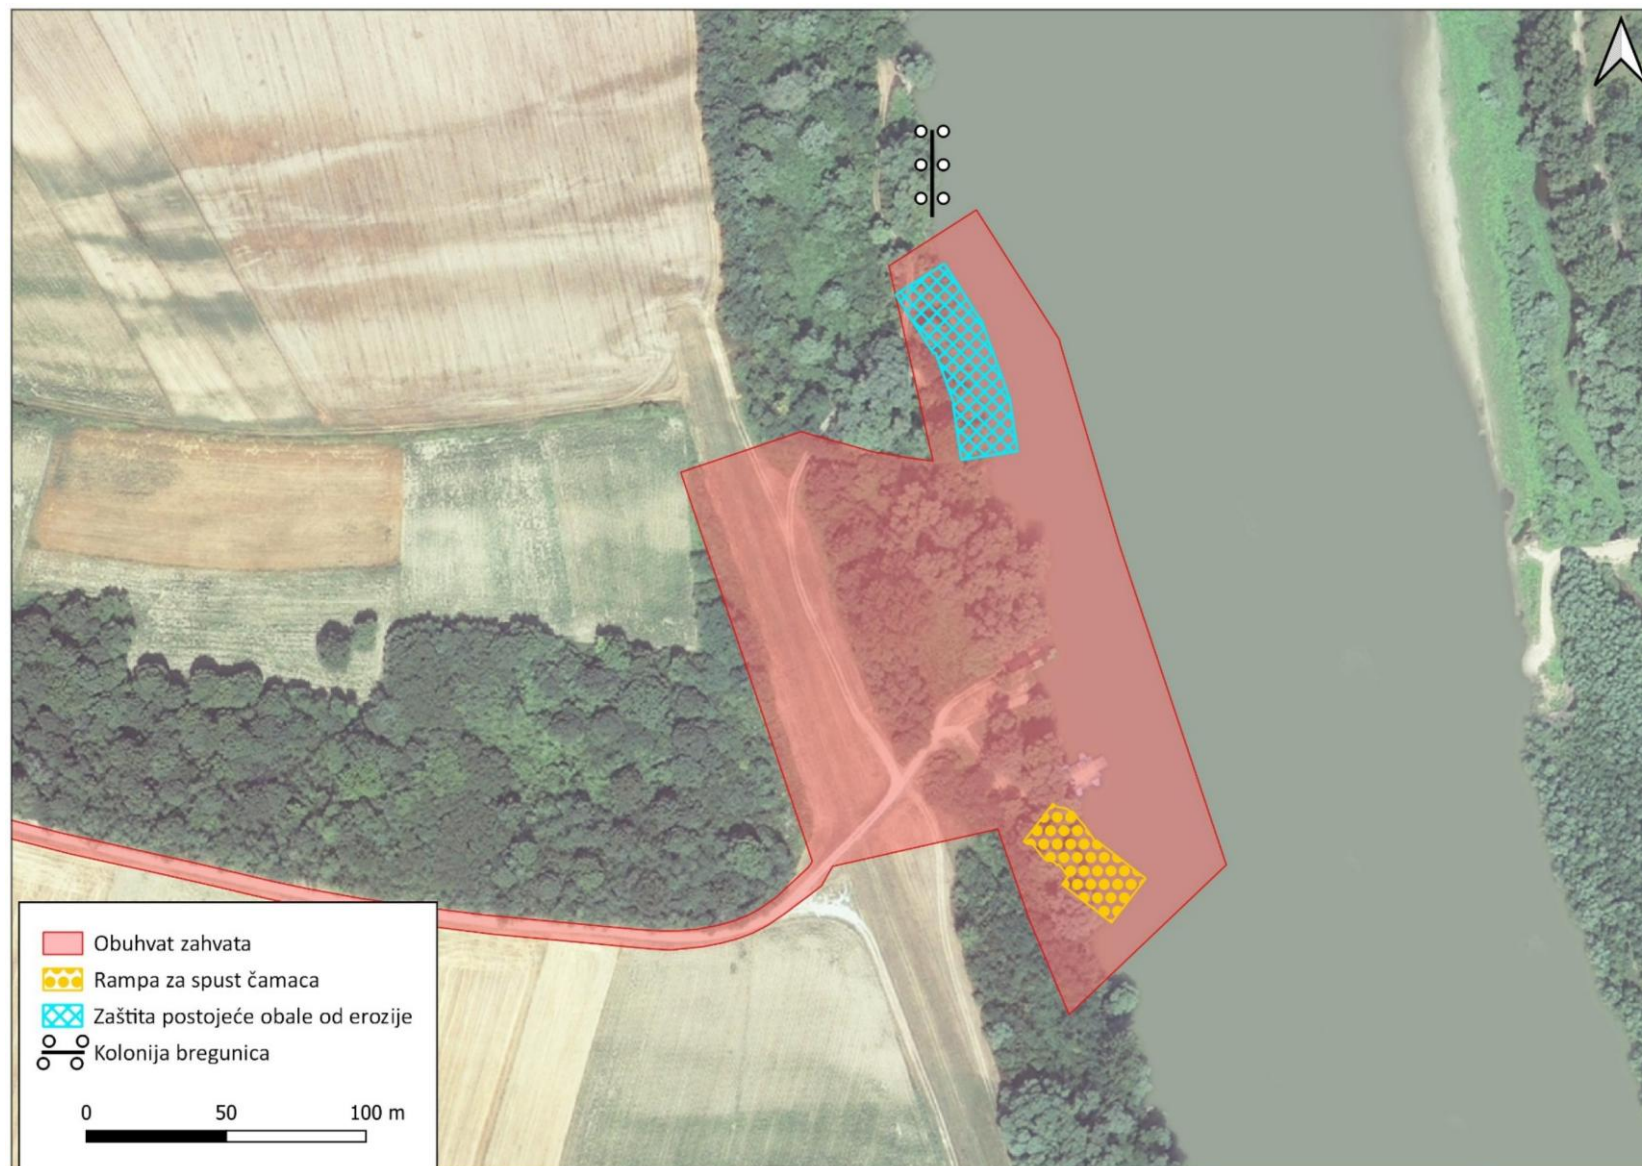 Obuhvat zahvata
Rampa za spust čamaca
Zaštita postojeće obale od erozije
Kolonija bregunica
0 50 100 m